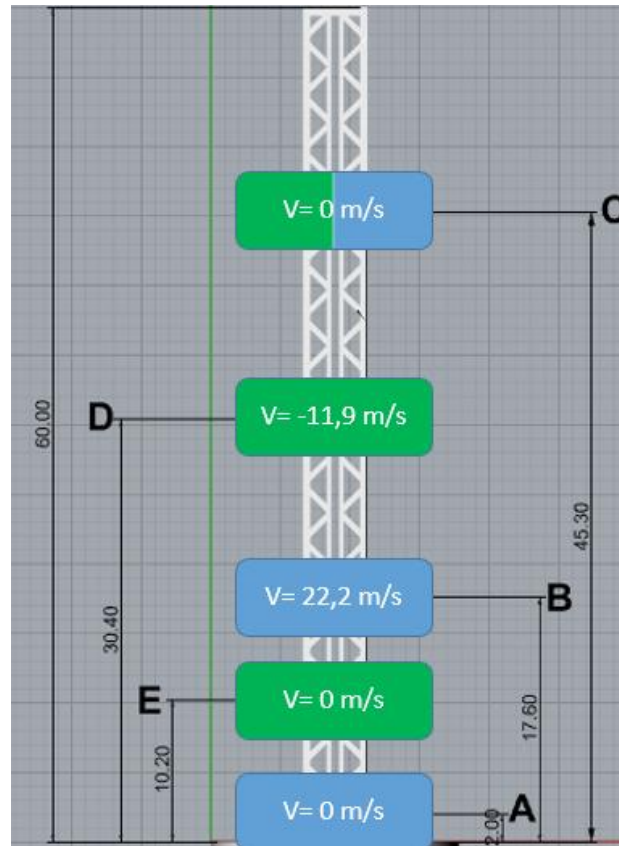 V= 0 m/s
C
V= -11,9 m/s
D
60.00
45.30
V= 22,2 m/s
B
30.40
V= 0 m/s
E
17.60
10.20
V= 0 m/s
A
2.00